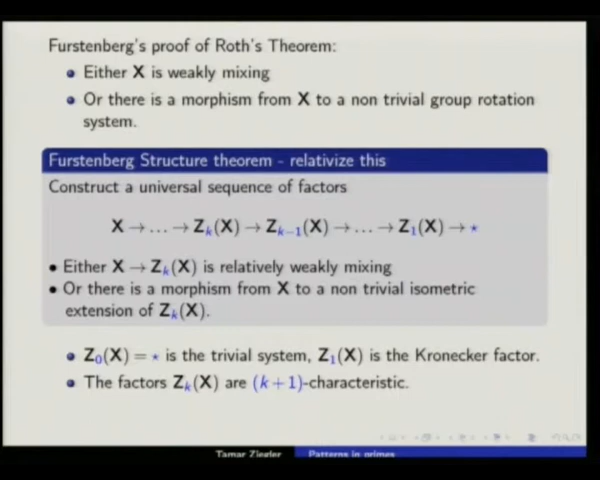 Furstenberg's proof of Roth's Theorem:
• Either X is weakly mixing
• Or there is a morphism from X to a non trivial group rotation
system.
Furstenberg Structure theorem - relativize this
Construct a universal sequence of factors
X → … → Z_k(X) → Z_{k−1}(X) → … → Z_1(X) → ⋆
• Either X → Z_k(X) is relatively weakly mixing
• Or there is a morphism from X to a non trivial isometric
extension of Z_k(X).
• Z_0(X) = ⋆ is the trivial system, Z_1(X) is the Kronecker factor.
• The factors Z_k(X) are (k+1)-characteristic.
Tamar Ziegler Patterns in primes